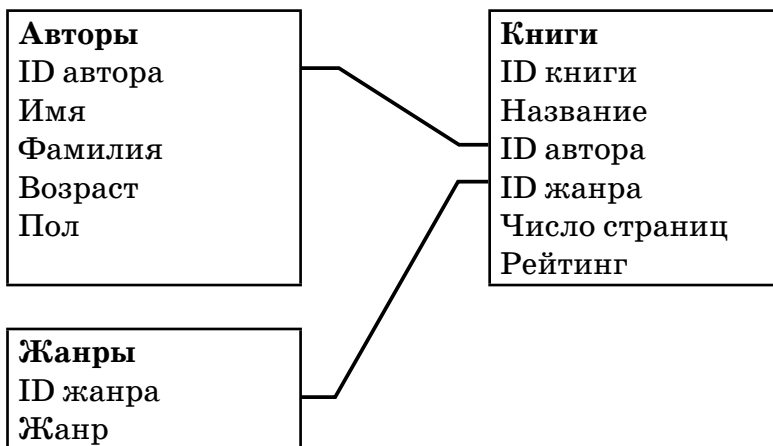 Авторы
ID автора
Имя
Фамилия
Возраст
Пол
Книги
ID книги
Название
ID автора
ID жанра
Число страниц
Рейтинг
Жанры
ID жанра
Жанр